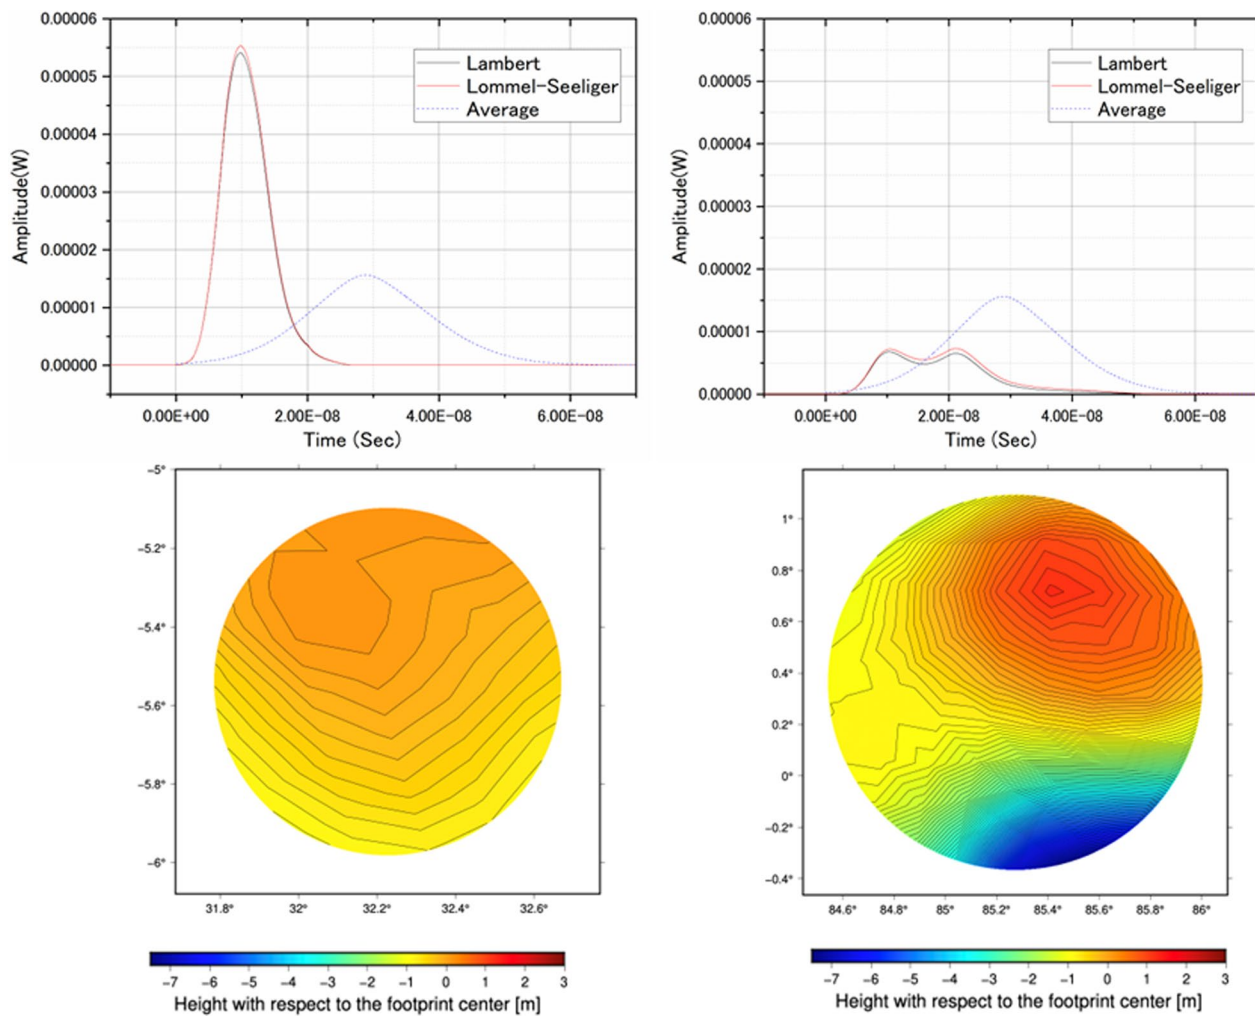 0.00006
0.00005
0.00004
0.00003
0.00002
0.00001
0.00000
Amplitude(W)
Lambert
Lommel-Seeliger
Average
0.00E+00 2.00E-08 4.00E-08 6.00E-08
Time (Sec)
0.00006
0.00005
0.00004
0.00003
0.00002
0.00001
0.00000
Amplitude(W)
Lambert
Lommel-Seeliger
Average
0.00E+00 2.00E-08 4.00E-08 6.00E-08
Time (Sec)
-5°
-5.2°
-5.4°
-5.6°
-5.8°
-6°
31.8° 32° 32.2° 32.4° 32.6°
-7 -6 -5 -4 -3 -2 -1 0 1 2 3
Height with respect to the footprint center [m]
1°
0.8°
0.6°
0.4°
0.2°
0°
-0.2°
-0.4°
84.6° 84.8° 85° 85.2° 85.4° 85.6° 85.8° 86°
-7 -6 -5 -4 -3 -2 -1 0 1 2 3
Height with respect to the footprint center [m]